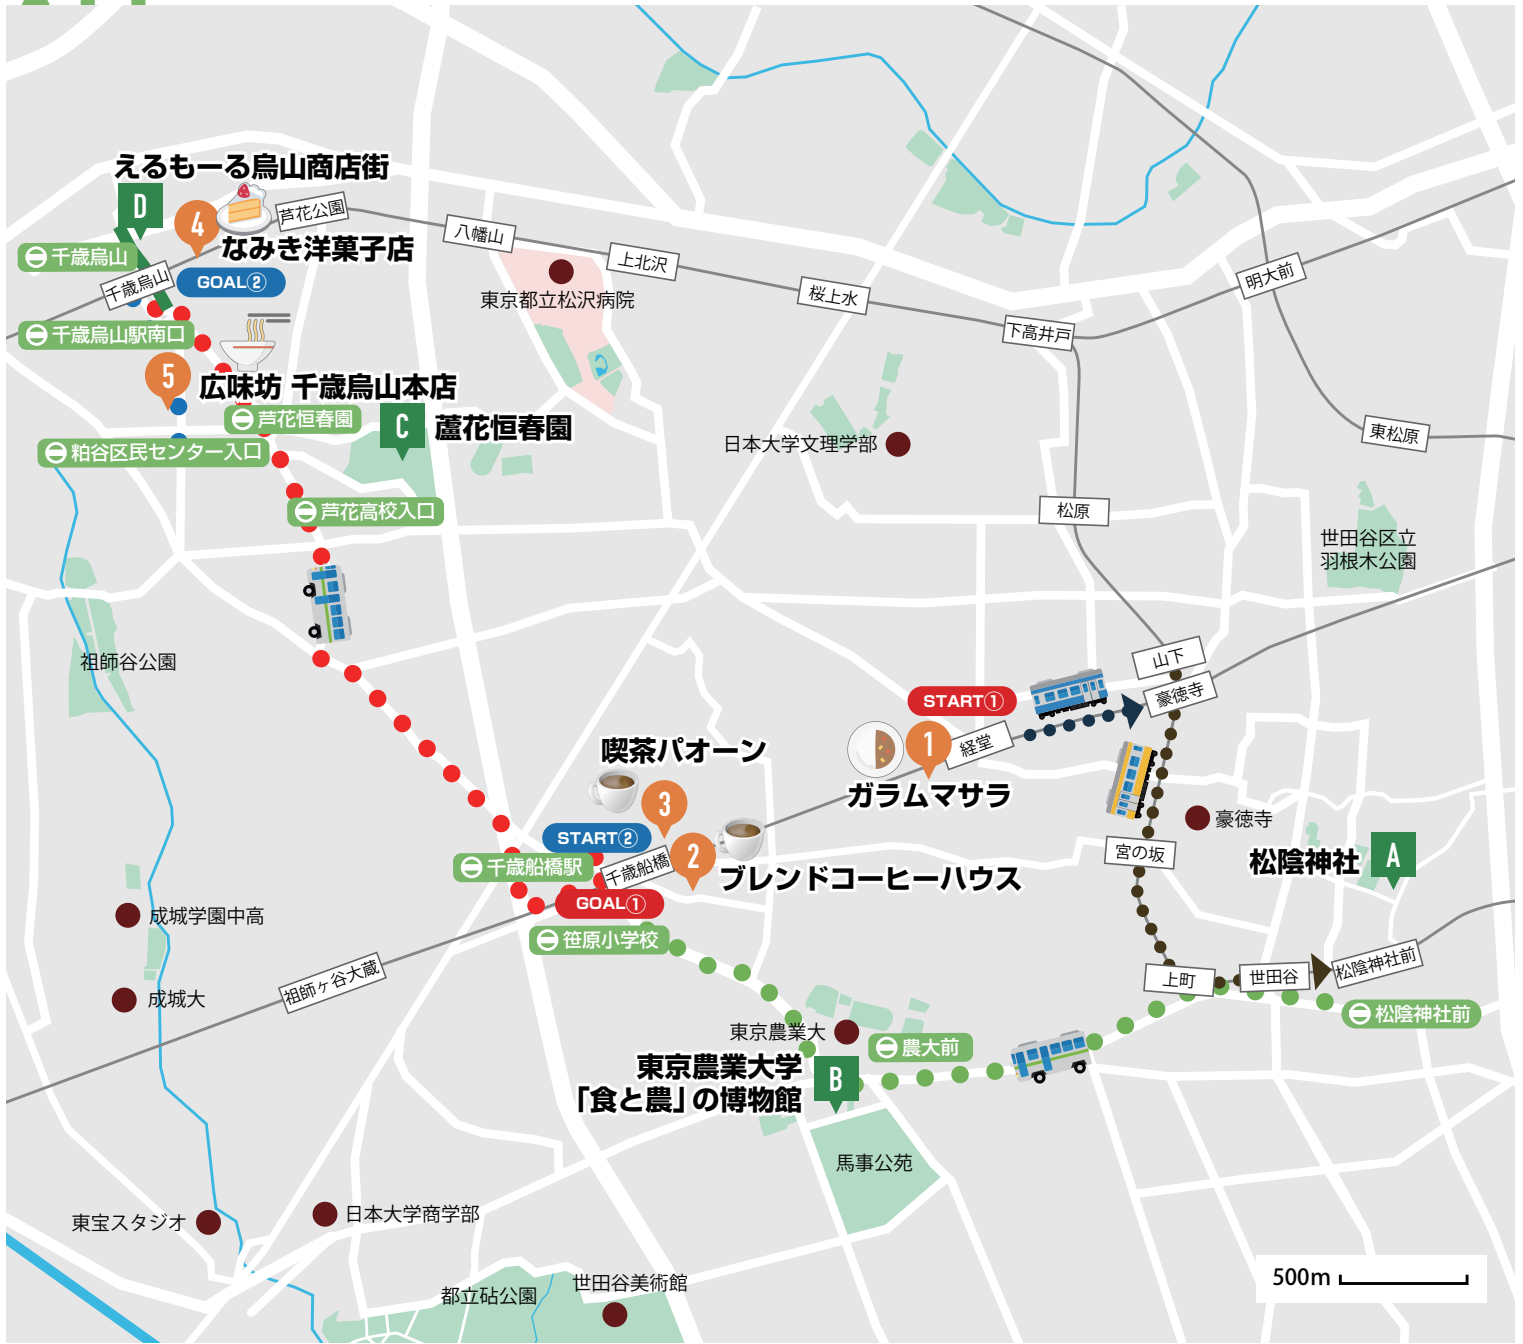 えるもーる烏山商店街
D
4
芦花公園
八幡山
なみき洋菓子店
千歳烏山
上北沢
明大前
千歳烏山
GOAL②
東京都立松沢病院
桜上水
千歳烏山駅南口
下高井戸
5
広味坊 千歳烏山本店
芦花恒春園
C
蘆花恒春園
東松原
日本大学文理学部
粕谷区民センター入口
芦花高校入口
松原
世田谷区立
羽根木公園
祖師谷公園
山下
豪徳寺
START①
1
経堂
喫茶パオーン
ガラムマサラ
3
豪徳寺
START②
2
千歳船橋駅
千歳船橋
宮の坂
松陰神社
A
ブレンドコーヒーハウス
GOAL①
成城学園中高
笹原小学校
祖師ヶ谷大蔵
上町
世田谷
松陰神社前
成城大
松陰神社前
東京農業大
農大前
東京農業大学
「食と農」の博物館
B
馬事公苑
東宝スタジオ
日本大学商学部
世田谷美術館
都立砧公園
500m